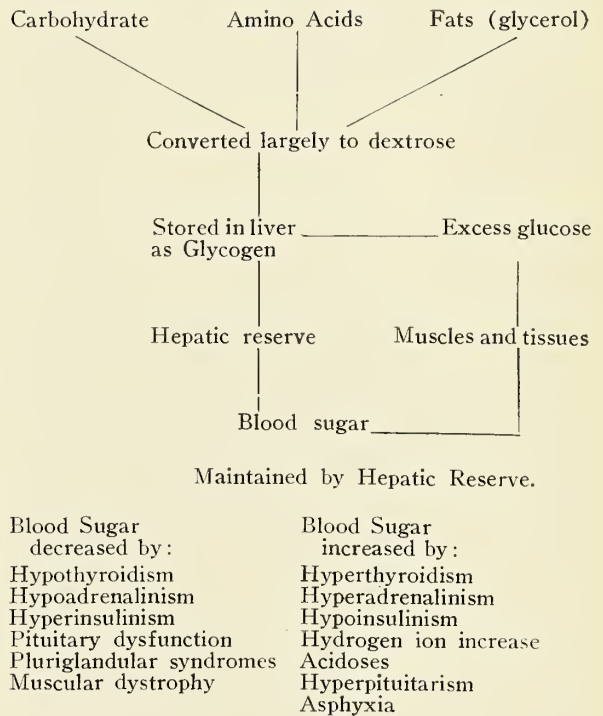 Carbohydrate Amino Acids Fats (glycerol)
Converted largely to dextrose
Stored in liver as Glycogen
Excess glucose
Hepatic reserve Muscles and tissues
Blood sugar
Maintained by Hepatic Reserve.
Blood Sugar
decreased by:
Hypothyroidism
Hypoadrenalinism
Hyperinsulinism
Pituitary dysfunction
Pluriglandular syndromes
Muscular dystrophy
Blood Sugar
increased by:
Hyperthyroidism
Hyperadrenalinism
Hypoinsulinism
Hydrogen ion increase
Acidoses
Hyperpituitarism
Asphyxia